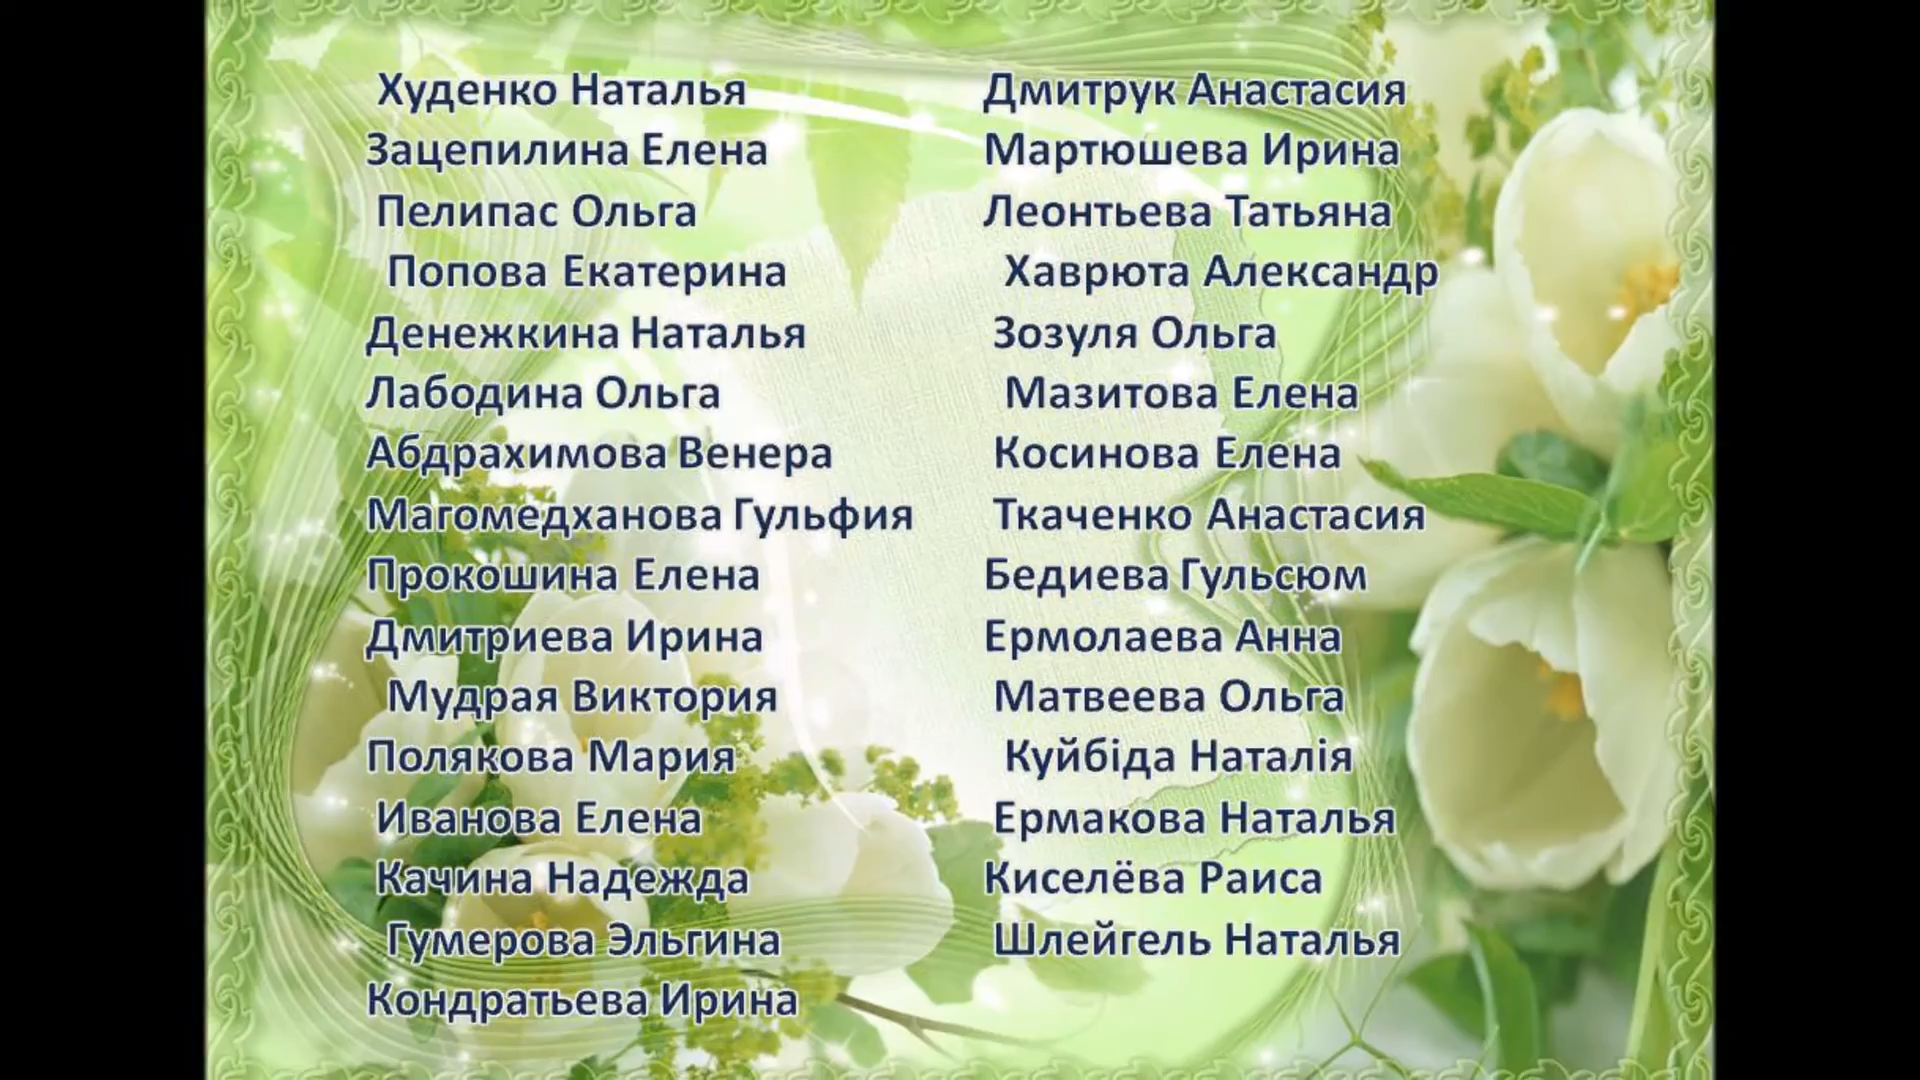 Худенко Наталья
Зацепилина Елена
Пелипас Ольга
Попова Екатерина
Денежкина Наталья
Лабодина Ольга
Абдрахимова Венера
Магомедханова Гульфия
Прокошина Елена
Дмитриева Ирина
Мудрая Виктория
Полякова Мария
Иванова Елена
Качина Надежда
Гумерова Эльгина
Кондратьева Ирина
Дмитрук Анастасия
Мартюшева Ирина
Леонтьева Татьяна
Хаврюта Александр
Зозуля Ольга
Мазитова Елена
Косинова Елена
Ткаченко Анастасия
Бедиева Гульсюм
Ермолаева Анна
Матвеева Ольга
Куйбіда Наталія
Ермакова Наталья
Киселёва Раиса
Шлейгель Наталья